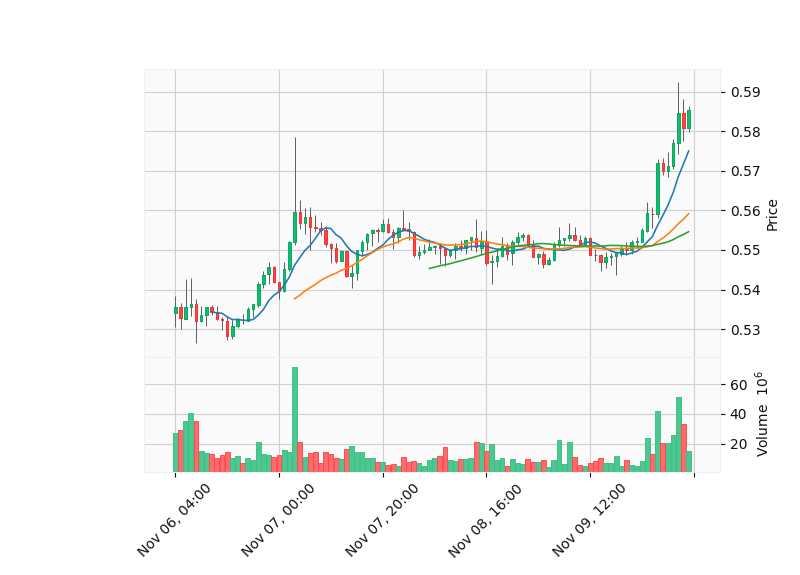 0.59
0.58
0.57
0.56
0.55
0.54
0.53
Price
60
40
20
Volume 10^6
Nov 06, 04:00
Nov 07, 00:00
Nov 07, 20:00
Nov 08, 16:00
Nov 09, 12:00